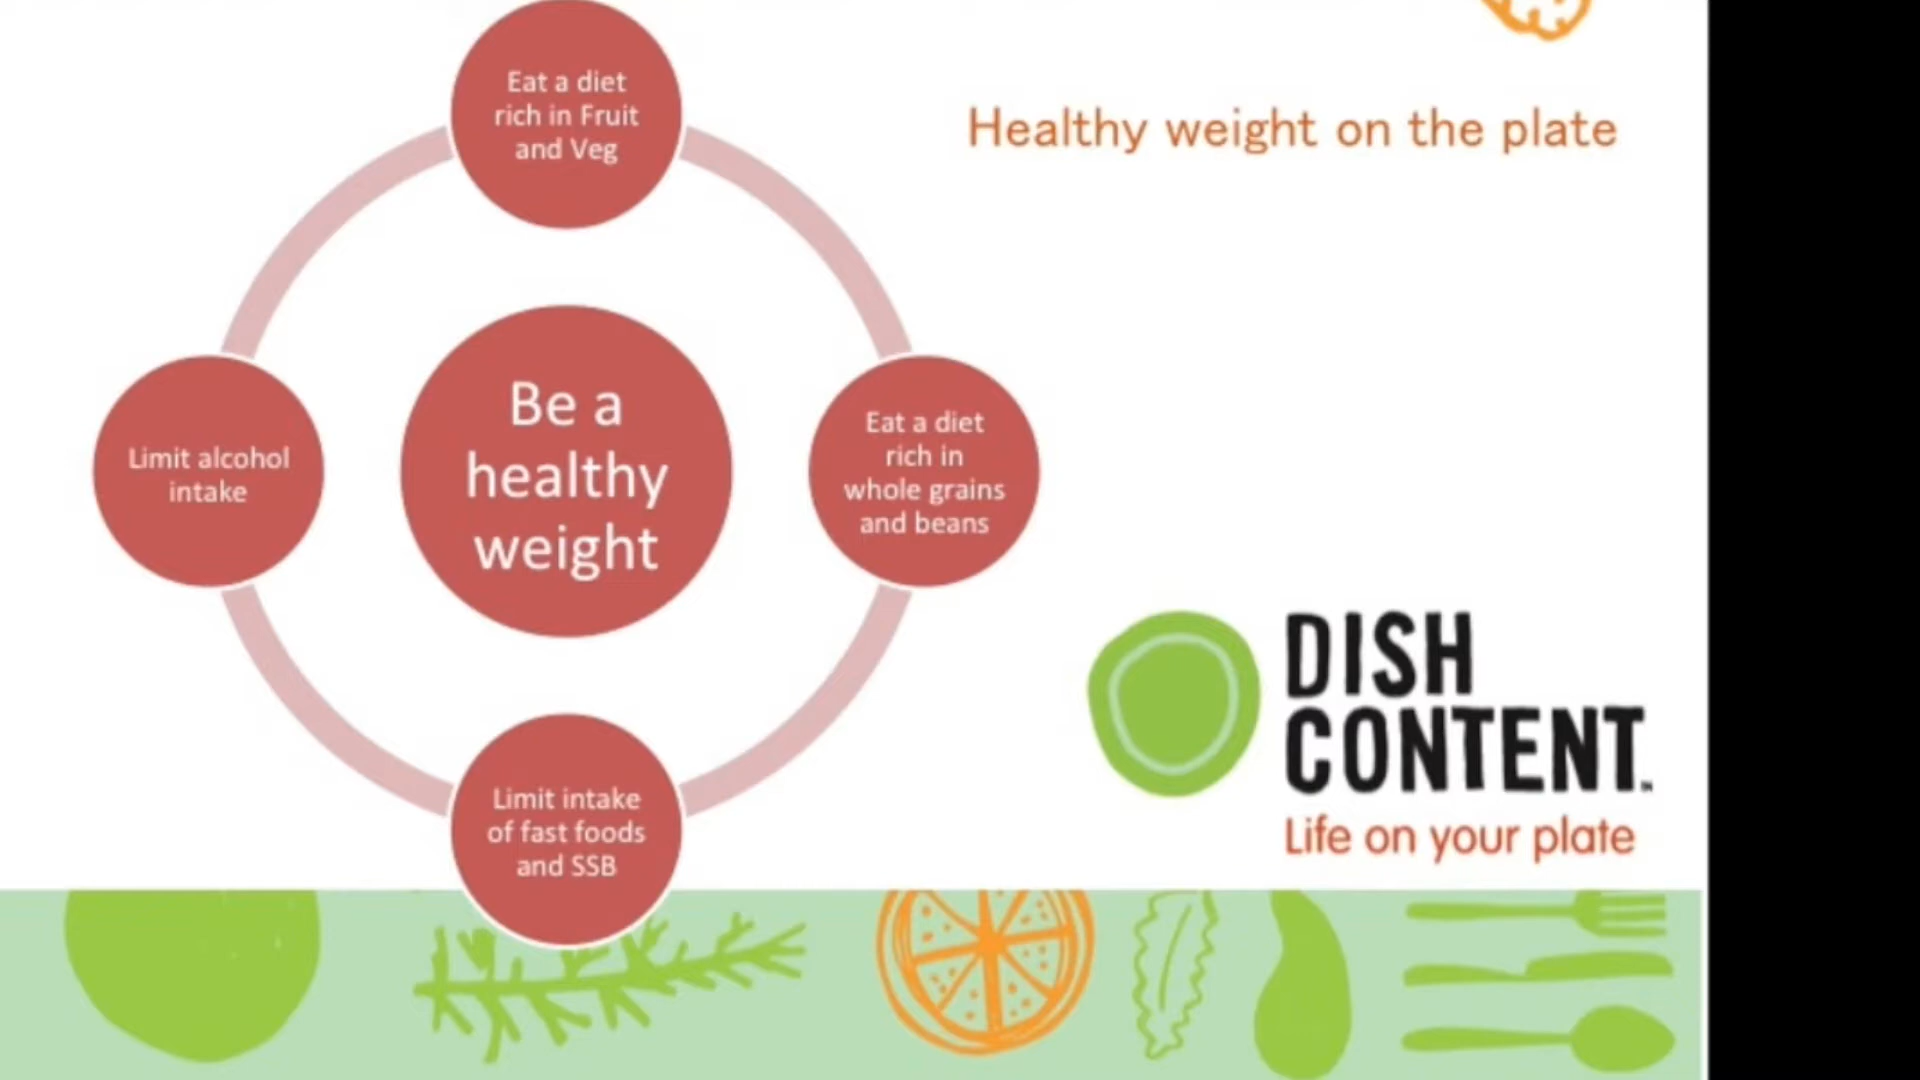 Eat a diet
rich in Fruit
and Veg
Healthy weight on the plate
Be a
healthy
weight
Limit alcohol
intake
Eat a diet
rich in
whole grains
and beans
Limit intake
of fast foods
and SSB
DISH
CONTENT™
Life on your plate